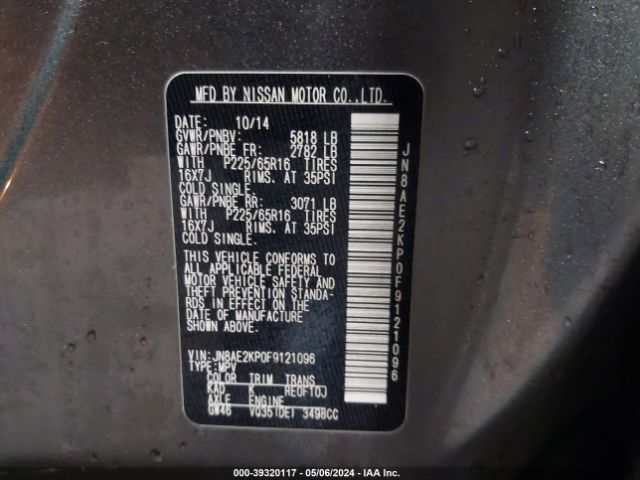 MFD BY NISSAN MOTOR CO.,LTD.
DATE: 10/14
GVWR/PNBV: 5818 LB
GAWR/PNBE FR: 2782 LB
WITH P225/65R16 TIRES
16X7J RIMS. AT 35PSI
COLD SINGLE.
GAWR/PNBE RR: 3071 LB
WITH P225/65R16 TIRES
16X7J RIMS. AT 35PSI
COLD SINGLE.
THIS VEHICLE CONFORMS TO
ALL APPLICABLE FEDERAL
MOTOR VEHICLE SAFETY AND
THEFT PREVENTION STANDA-
RDS IN EFFECT ON THE
DATE OF MANUFACTURE
SHOWN ABOVE.
VIN: JN8AE2KP0F9121096
TYPE: MPV
COLOR TRIM TRANS
KAD K RE0F10J
AXLE ENGINE
GW46 VQ35(DE) 3498CC
JN8AE2KP0F9121096
000-39320117 - 05/06/2024 - IAA Inc.